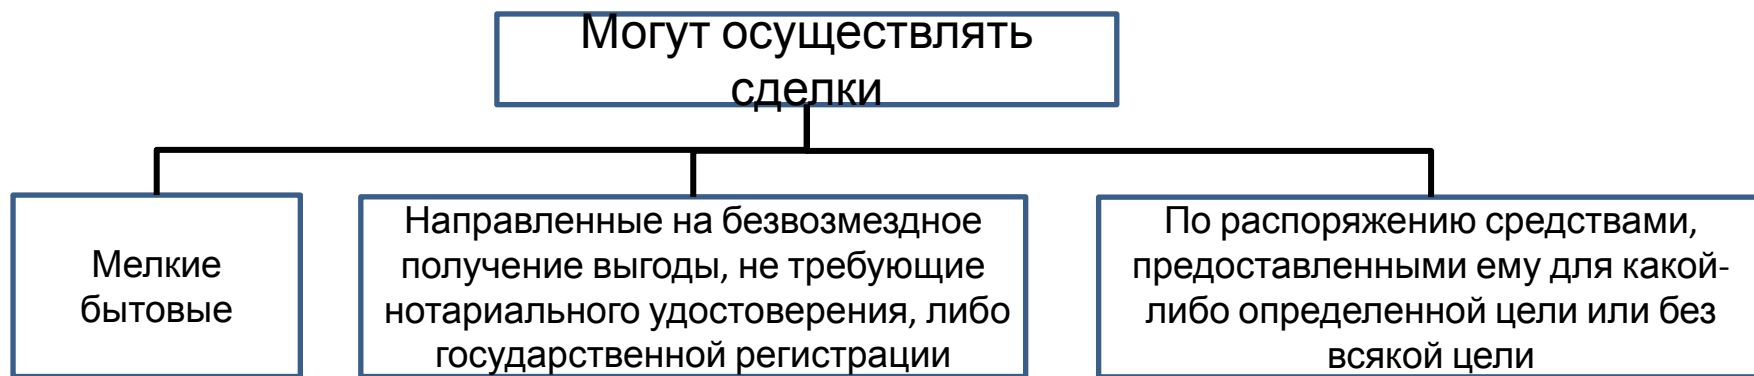 Могут осуществлять
сделки
Мелкие
бытовые
Направленные на безвозмездное
получение выгоды, не требующие
нотариального удостоверения, либо
государственной регистрации
По распоряжению средствами,
предоставленными ему для какой-
либо определенной цели или без
всякой цели